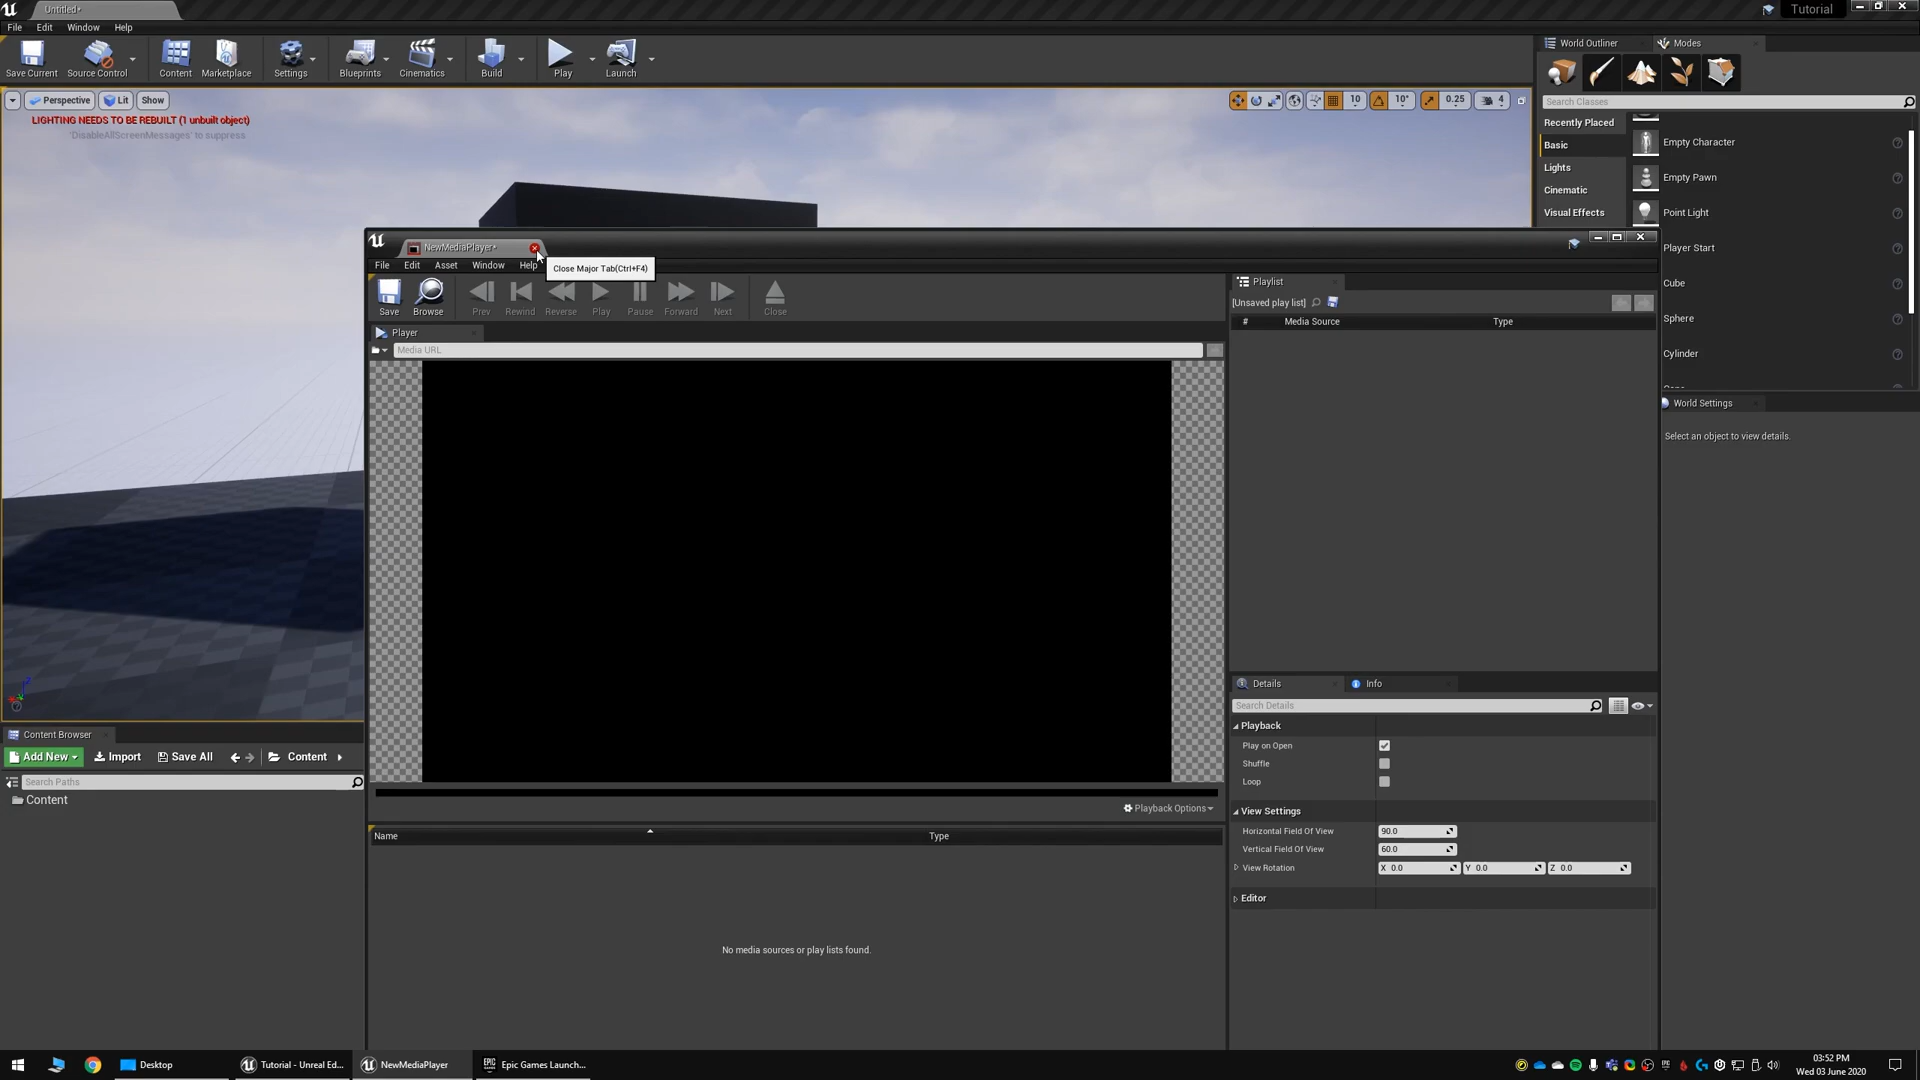 Untitled*
Tutorial
File Edit Window Help
Save Current Source Control Content Marketplace Settings Blueprints Cinematics Build Play Launch
World Outliner Modes
Perspective Lit Show
10 10° 0.25 4
Search Classes
LIGHTING NEEDS TO BE REBUILT (1 unbuilt object)
'DisableAllScreenMessages' to suppress
Recently Placed
Basic
Lights
Cinematic
Visual Effects
Empty Character
Empty Pawn
Point Light
Player Start
Cube
Sphere
Cylinder
NewMediaPlayer*
File Edit Asset Window Help
Close Major Tab(Ctrl+F4)
Save Browse Prev Rewind Reverse Play Pause Forward Next Close
Player
Media URL
Playlist
[Unsaved play list]
# Media Source Type
World Settings
Select an object to view details.
Details Info
Search Details
Playback
Play on Open
Shuffle
Loop
View Settings
Horizontal Field Of View 90.0
Vertical Field Of View 60.0
View Rotation X 0.0 Y 0.0 Z 0.0
Editor
Playback Options
Name Type
No media sources or play lists found.
Content Browser
Add New Import Save All Content
Search Paths
Content
Desktop
Tutorial - Unreal Ed...
NewMediaPlayer
Epic Games Launch...
03:52 PM
Wed 03 June 2020